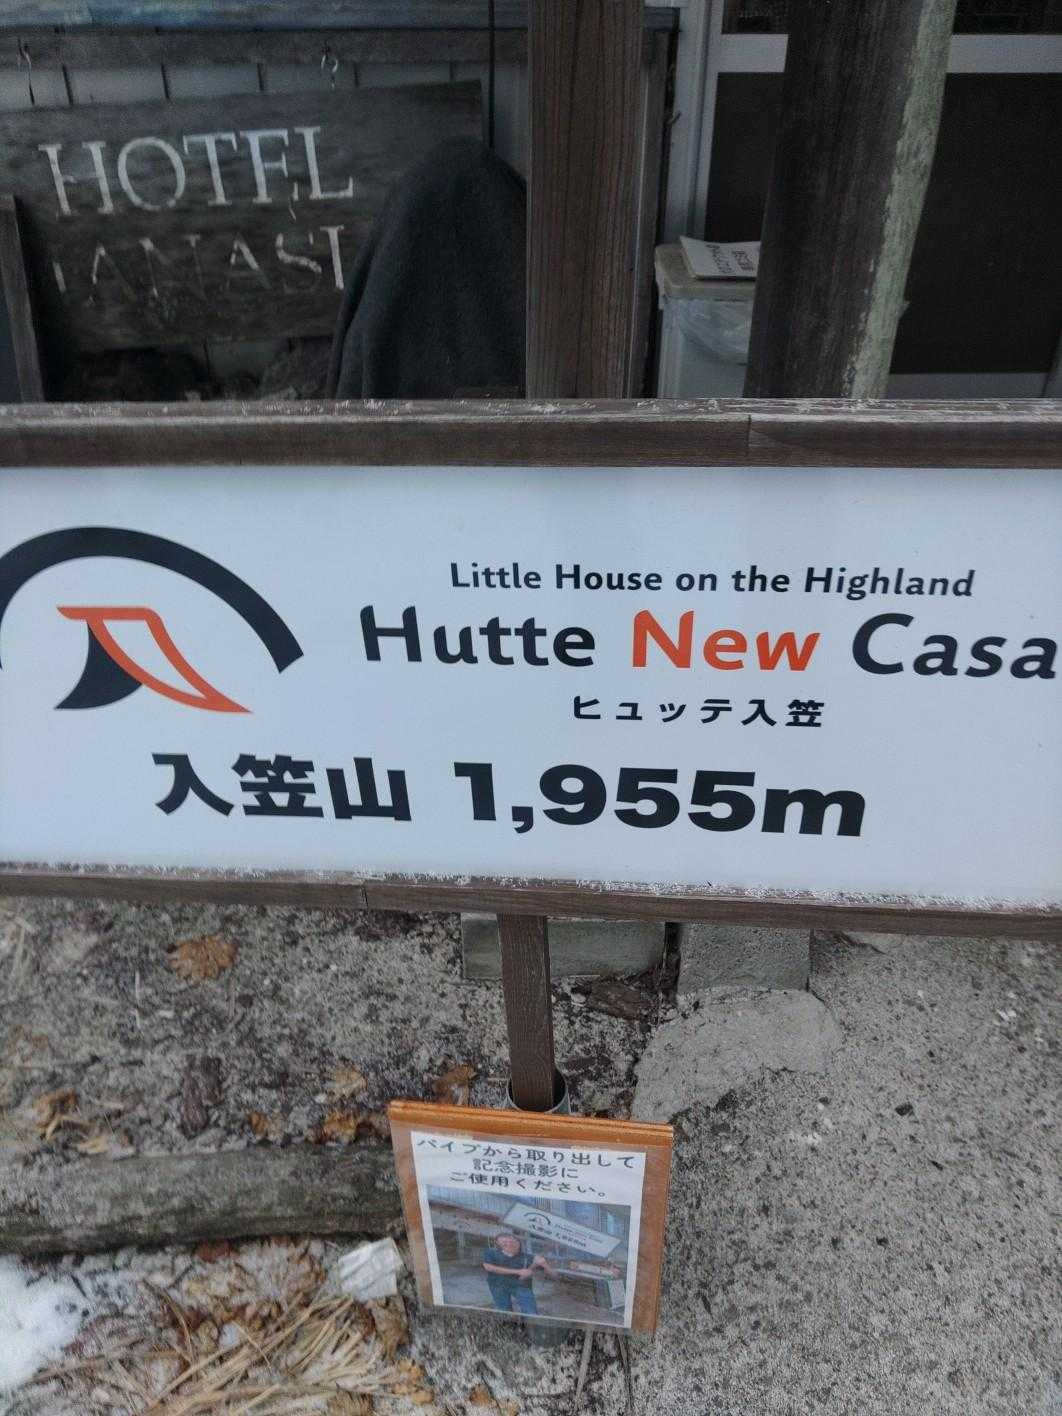 HOTEL
Little House on the Highland
Hutte New Casa
ヒュッテ入笠
入笠山 1,955m
パイプから取り出して
記念撮影に
ご使用ください。